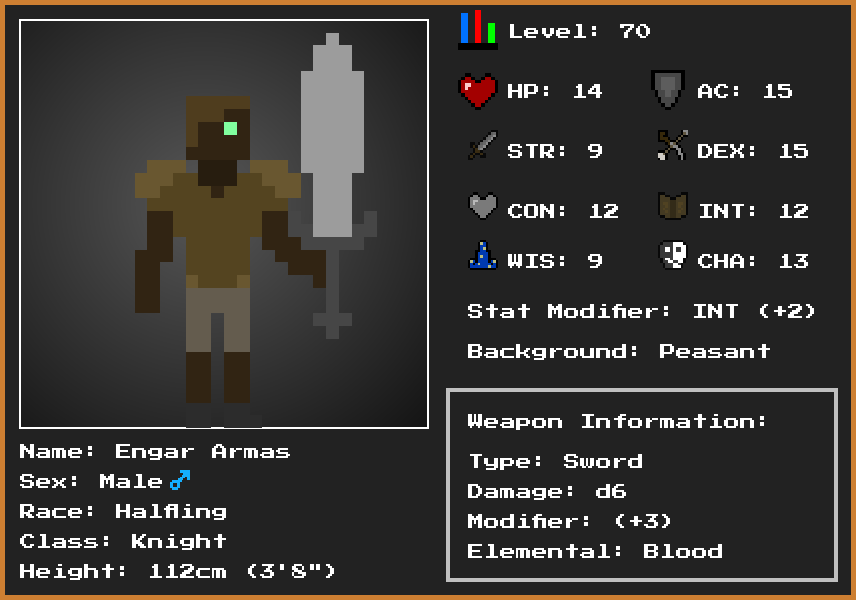 Level: 70
HP: 14
AC: 15
STR: 9
DEX: 15
CON: 12
INT: 12
WIS: 9
CHA: 13
Stat Modifier: INT (+2)
Background: Peasant
Weapon Information:
Type: Sword
Damage: d6
Modifier: (+3)
Elemental: Blood
Name: Engar Armas
Sex: Male ♂
Race: Halfling
Class: Knight
Height: 112cm (3'8")